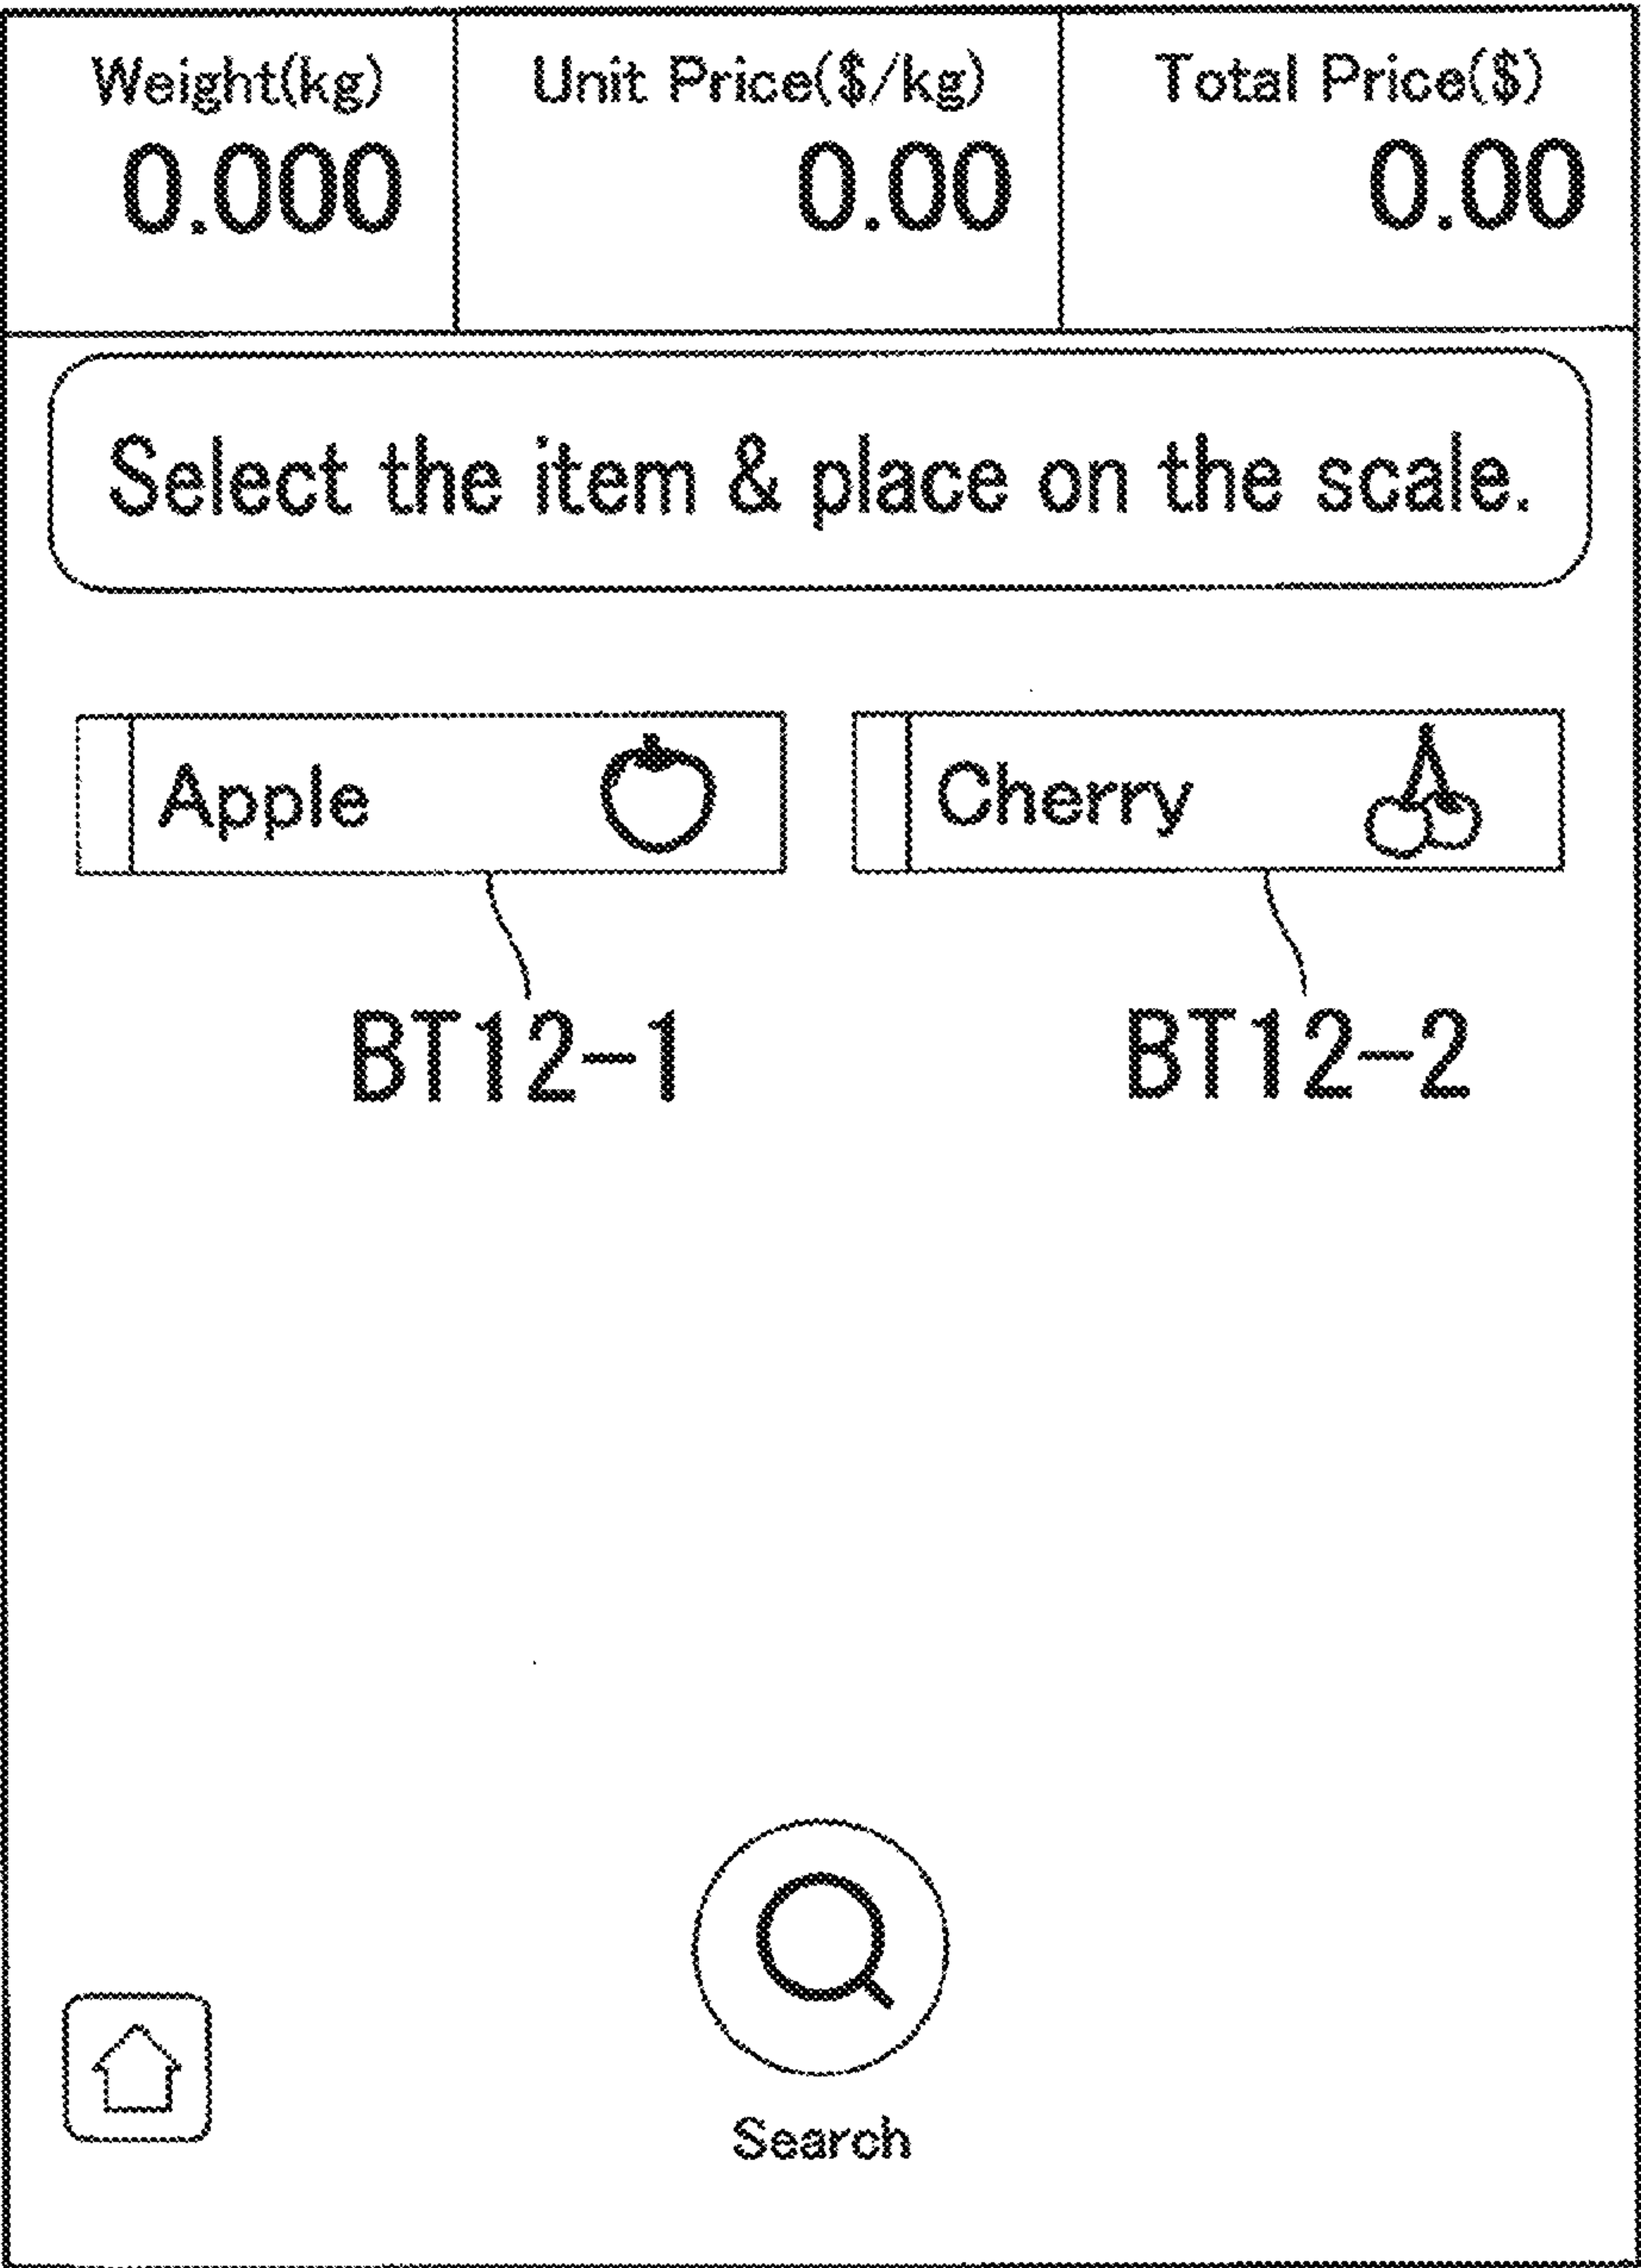 Weight(kg) Unit Price($/kg) Total Price($)
0.000 0.00 0.00
Select the item & place on the scale.
Apple Cherry
BT12-1 BT12-2
Search